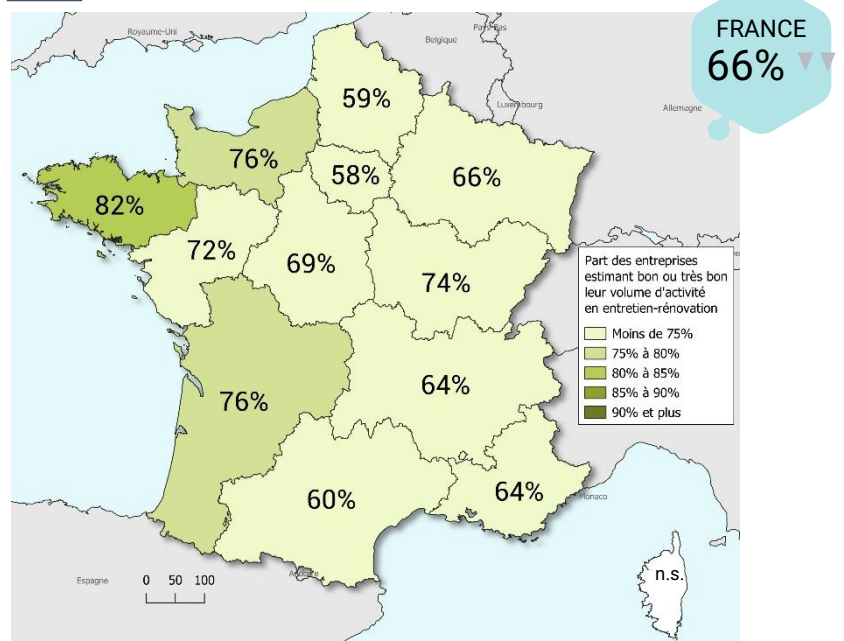 FRANCE
66%
Royaume-Uni
Belgique
Pays-Bas
Luxembourg
Allemagne
59%
76%
58%
66%
82%
72%
69%
74%
Part des entreprises
estimant bon ou très bon
leur volume d'activité
en entretien-rénovation
Moins de 75%
75% à 80%
80% à 85%
85% à 90%
90% et plus
64%
76%
60%
64%
Monaco
n.s.
Espagne
Andorre
0 50 100